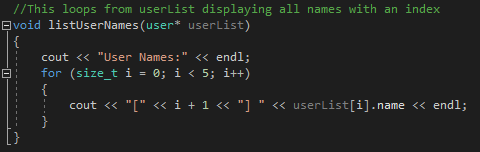 //This loops from userList displaying all names with an index
void listUserNames(user* userList)
{
    cout << "User Names:" << endl;
    for (size_t i = 0; i < 5; i++)
    {
        cout << "[" << i + 1 << "] " << userList[i].name << endl;
    }
}